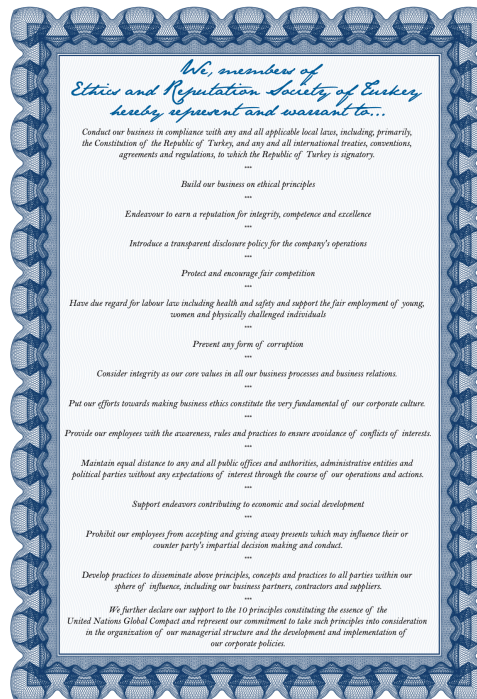 We, members of
Ethics and Reputation Society of Turkey
hereby represent and warrant to...
Conduct our business in compliance with any and all applicable local laws, including, primarily,
the Constitution of the Republic of Turkey, and any and all international treaties, conventions,
agreements and regulations, to which the Republic of Turkey is signatory.
***
Build our business on ethical principles
***
Endeavour to earn a reputation for integrity, competence and excellence
***
Introduce a transparent disclosure policy for the company's operations
***
Protect and encourage fair competition
***
Have due regard for labour law including health and safety and support the fair employment of young,
women and physically challenged individuals
***
Prevent any form of corruption
***
Consider integrity as our core values in all our business processes and business relations.
***
Put our efforts towards making business ethics constitute the very fundamental of our corporate culture.
***
Provide our employees with the awareness, rules and practices to ensure avoidance of conflicts of interests.
***
Maintain equal distance to any and all public offices and authorities, administrative entities and
political parties without any expectations of interest through the course of our operations and actions.
***
Support endeavors contributing to economic and social development
***
Prohibit our employees from accepting and giving away presents which may influence their or
counter party's impartial decision making and conduct.
***
Develop practices to disseminate above principles, concepts and practices to all parties within our
sphere of influence, including our business partners, contractors and suppliers.
***
We further declare our support to the 10 principles constituting the essence of the
United Nations Global Compact and represent our commitment to take such principles into consideration
in the organization of our managerial structure and the development and implementation of
our corporate policies.